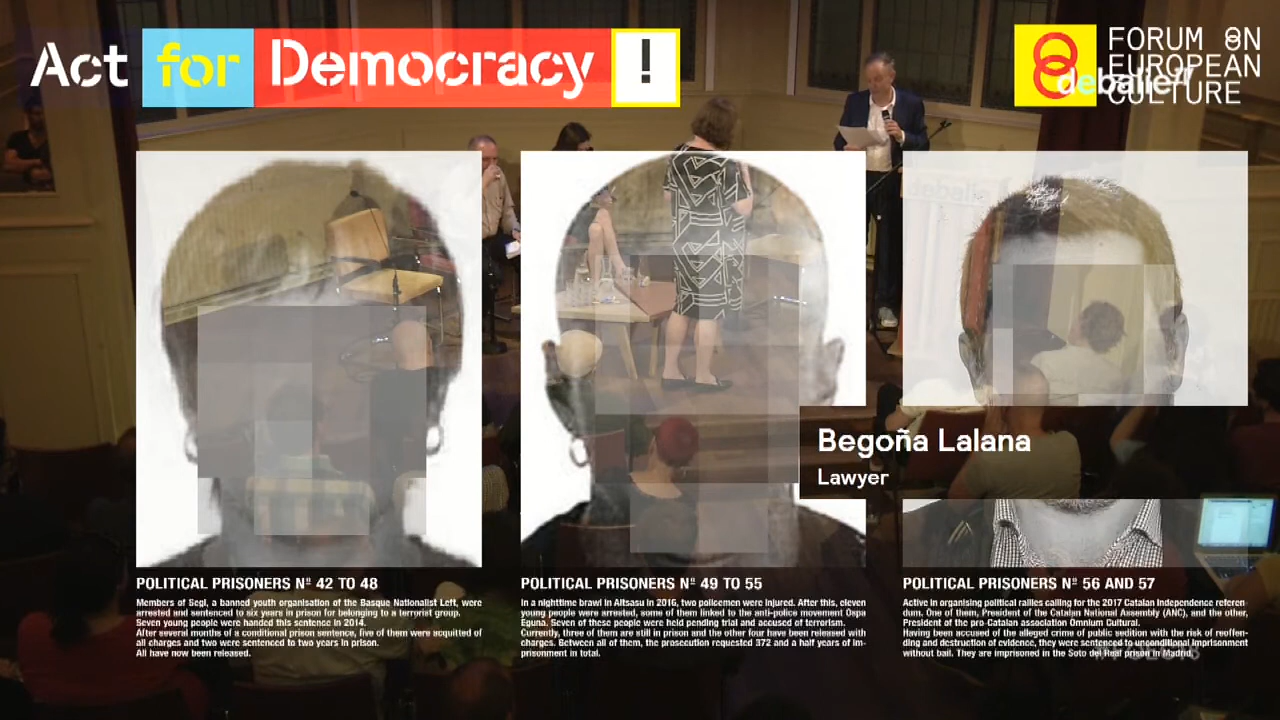 Act for Democracy !
FORUM ON
EUROPEAN
CULTURE
debalie
Begoña Lalana
Lawyer
POLITICAL PRISONERS Nº 42 TO 48
Members of Segi, a banned youth organisation of the Basque Nationalist Left, were
arrested and sentenced to six years in prison for belonging to a terrorist group.
Seven young people were handed this sentence in 2014.
After several months of a conditional prison sentence, five of them were acquitted of
all charges and two were sentenced to two years in prison.
All have now been released.
POLITICAL PRISONERS Nº 49 TO 55
In a nighttime brawl in Altsasu in 2016, two policemen were injured. After this, eleven
young people were arrested, some of them linked to the anti-police movement Ospa
Eguna. Seven of these people were held pending trial and accused of terrorism.
Currently, three of them are still in prison and the other four have been released with
charges. Between all of them, the prosecution requested 372 and a half years of im-
prisonment in total.
POLITICAL PRISONERS Nº 56 AND 57
Active in organising political rallies calling for the 2017 Catalan Independence referen-
dum. One of them, President of the Catalan National Assembly (ANC), and the other,
President of the pro-Catalan association Òmnium Cultural.
Having been accused of the alleged crime of public sedition with the risk of reoffen-
ding and destruction of evidence, they were sentenced to unconditional imprisonment
without bail. They are imprisoned in the Soto del Real prison in Madrid.